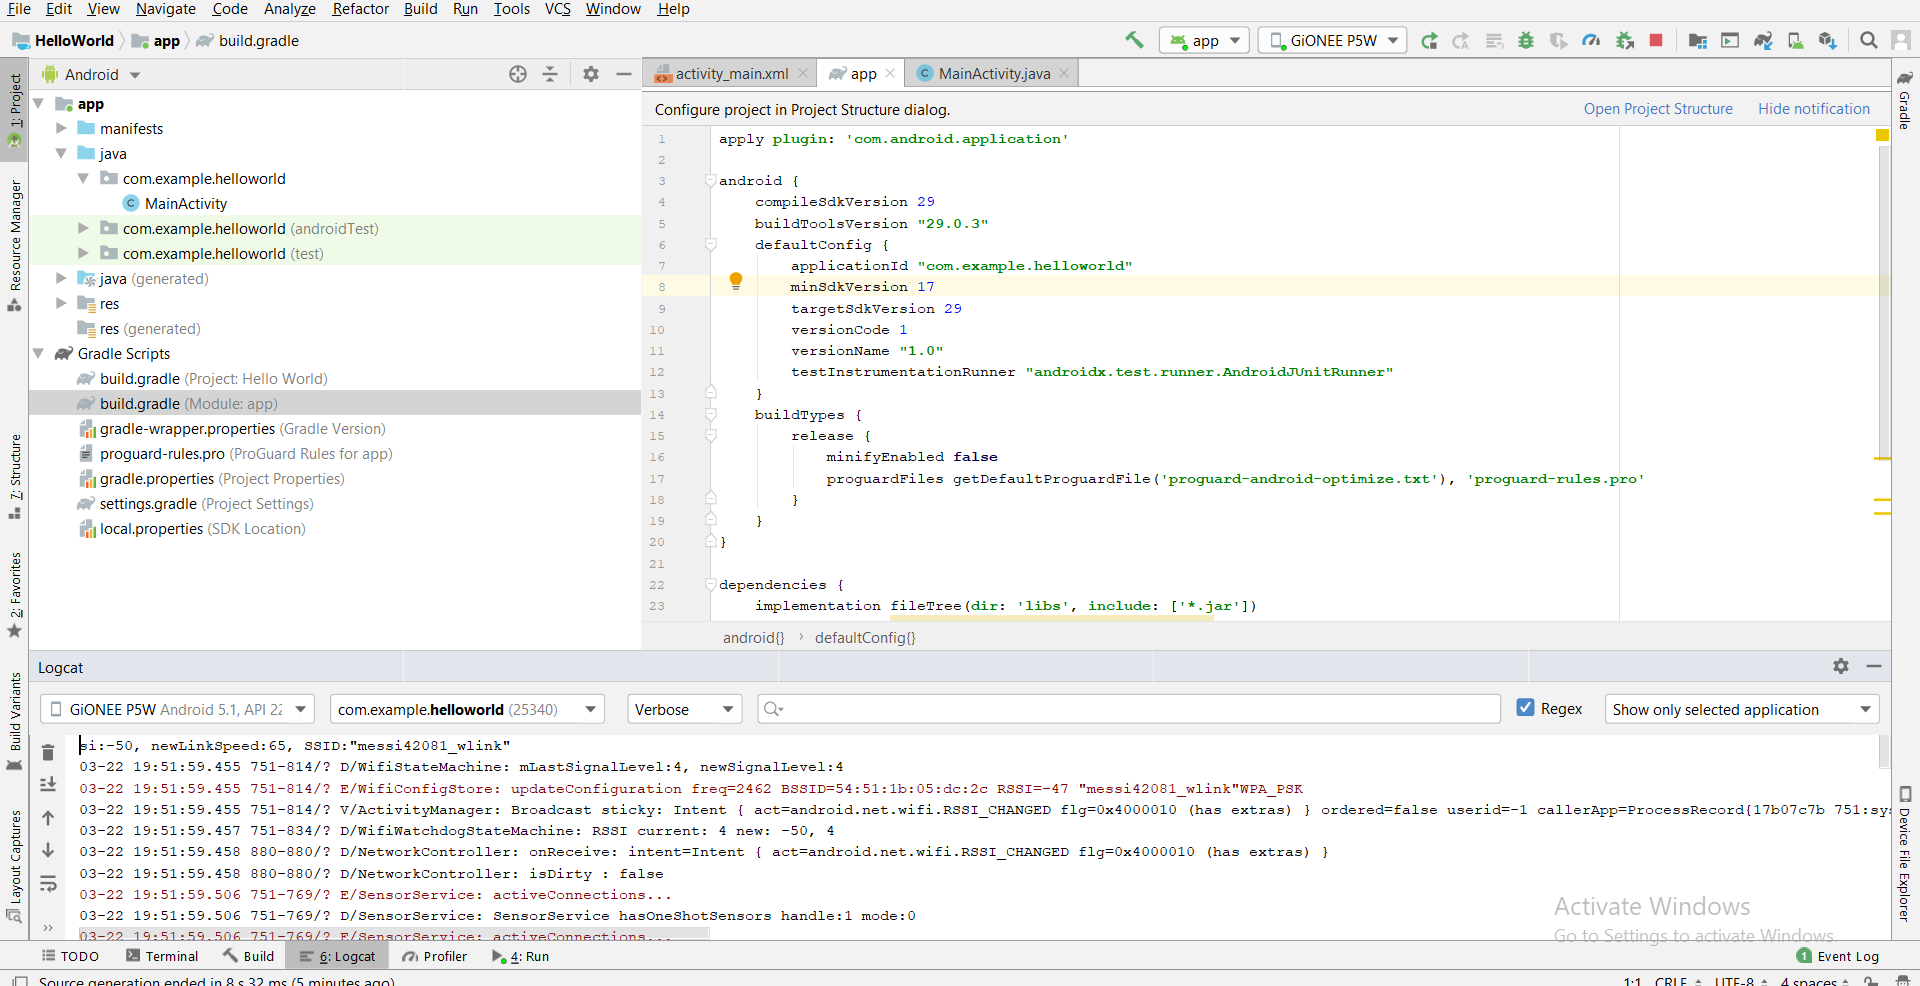 File Edit View Navigate Code Analyze Refactor Build Run Tools VCS Window Help
HelloWorld app build.gradle
app GiONEE P5W
Android
activity_main.xml app MainActivity.java
1: Project
Resource Manager
7: Structure
2: Favorites
Build Variants
Layout Captures
app
manifests
java
com.example.helloworld
MainActivity
com.example.helloworld (androidTest)
com.example.helloworld (test)
java (generated)
res
res (generated)
Gradle Scripts
build.gradle (Project: Hello World)
build.gradle (Module: app)
gradle-wrapper.properties (Gradle Version)
proguard-rules.pro (ProGuard Rules for app)
gradle.properties (Project Properties)
settings.gradle (Project Settings)
local.properties (SDK Location)
Configure project in Project Structure dialog. Open Project Structure Hide notification
1 apply plugin: 'com.android.application'
2
3 android {
4 compileSdkVersion 29
5 buildToolsVersion "29.0.3"
6 defaultConfig {
7 applicationId "com.example.helloworld"
8 minSdkVersion 17
9 targetSdkVersion 29
10 versionCode 1
11 versionName "1.0"
12 testInstrumentationRunner "androidx.test.runner.AndroidJUnitRunner"
13 }
14 buildTypes {
15 release {
16 minifyEnabled false
17 proguardFiles getDefaultProguardFile('proguard-android-optimize.txt'), 'proguard-rules.pro'
18 }
19 }
20 }
21
22 dependencies {
23 implementation fileTree(dir: 'libs', include: ['*.jar'])
android{} › defaultConfig{}
Gradle
Device File Explorer
Logcat
GiONEE P5W Android 5.1, API 22 com.example.helloworld (25340) Verbose Regex Show only selected application
si:-50, newLinkSpeed:65, SSID:"messi42081_wlink"
03-22 19:51:59.455 751-814/? D/WifiStateMachine: mLastSignalLevel:4, newSignalLevel:4
03-22 19:51:59.455 751-814/? E/WifiConfigStore: updateConfiguration freq=2462 BSSID=54:51:1b:05:dc:2c RSSI=-47 "messi42081_wlink"WPA_PSK
03-22 19:51:59.455 751-814/? V/ActivityManager: Broadcast sticky: Intent { act=android.net.wifi.RSSI_CHANGED flg=0x4000010 (has extras) } ordered=false userid=-1 callerApp=ProcessRecord{17b07c7b 751:sys
03-22 19:51:59.457 751-834/? D/WifiWatchdogStateMachine: RSSI current: 4 new: -50, 4
03-22 19:51:59.458 880-880/? D/NetworkController: onReceive: intent=Intent { act=android.net.wifi.RSSI_CHANGED flg=0x4000010 (has extras) }
03-22 19:51:59.458 880-880/? D/NetworkController: isDirty : false
03-22 19:51:59.506 751-769/? E/SensorService: activeConnections...
03-22 19:51:59.506 751-769/? D/SensorService: SensorService hasOneShotSensors handle:1 mode:0
03-22 19:51:59.506 751-769/? E/SensorService: activeConnections...
Activate Windows
Go to Settings to activate Windows.
TODO Terminal Build 6: Logcat Profiler 4: Run 1 Event Log
Source generation ended in 8 s 32 ms (5 minutes ago) 1:1 CRLF UTF-8 4 spaces